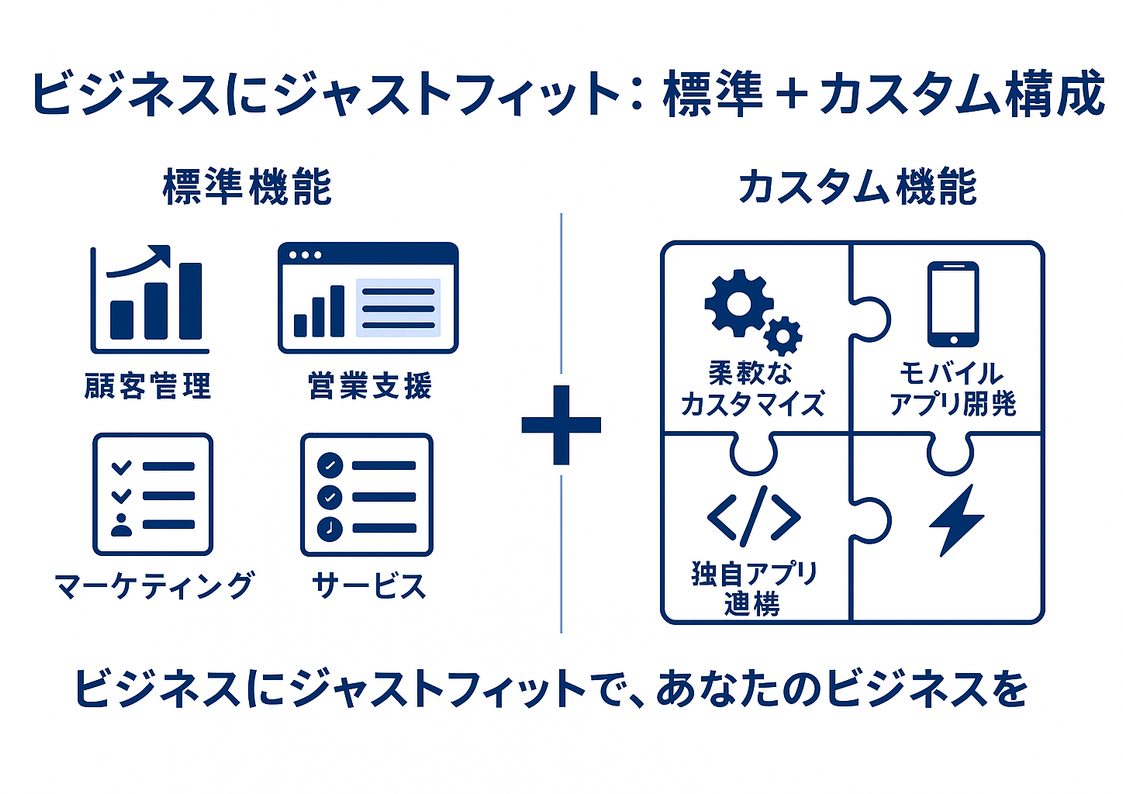 ビジネスにジャストフィット：標準＋カスタム構成
標準機能
顧客管理
営業支援
マーケティング
サービス
カスタム機能
柔軟な
カスタマイズ
モバイル
アプリ開発
独自アプリ
連携
ビジネスにジャストフィットで、あなたのビジネスを